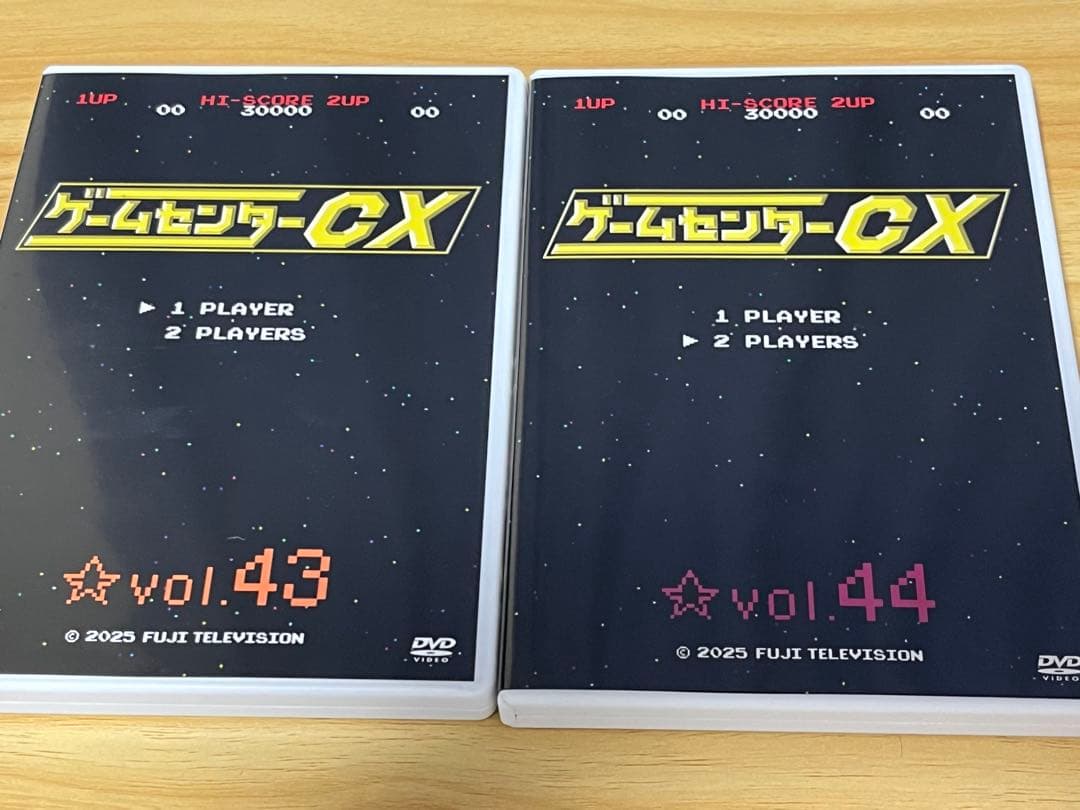 1UP HI-SCORE 2UP
00 30000 00
ゲームセンターCX
▶ 1 PLAYER
2 PLAYERS
☆vol.43
© 2025 FUJI TELEVISION
DVD
VIDEO
1UP HI-SCORE 2UP
00 30000 00
ゲームセンターCX
1 PLAYER
▶ 2 PLAYERS
☆vol.44
© 2025 FUJI TELEVISION
DVD
VIDEO